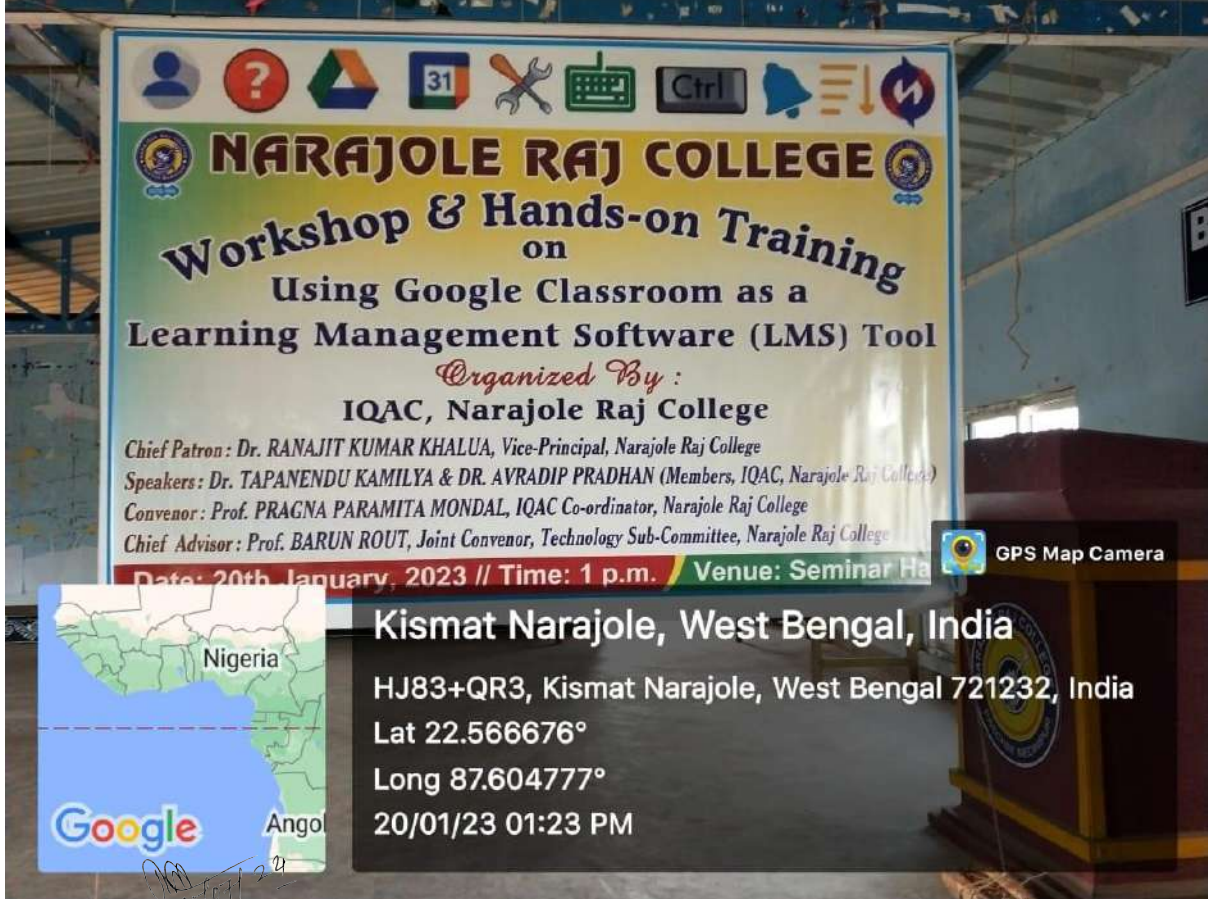 31
Ctrl
NARAJOLE RAJ COLLEGE
Workshop & Hands-on Training
on
Using Google Classroom as a
Learning Management Software (LMS) Tool
Organized By :
IQAC, Narajole Raj College
Chief Patron : Dr. RANAJIT KUMAR KHALUA, Vice-Principal, Narajole Raj College
Speakers : Dr. TAPANENDU KAMILYA & DR. AVRADIP PRADHAN (Members, IQAC, Narajole Raj College)
Convenor : Prof. PRAGNA PARAMITA MONDAL, IQAC Co-ordinator, Narajole Raj College
Chief Advisor : Prof. BARUN ROUT, Joint Convenor, Technology Sub-Committee, Narajole Raj College
Date: 20th January, 2023 // Time: 1 p.m. Venue: Seminar Ha
GPS Map Camera
Kismat Narajole, West Bengal, India
HJ83+QR3, Kismat Narajole, West Bengal 721232, India
Lat 22.566676°
Long 87.604777°
20/01/23 01:23 PM
Nigeria
Angol
Google